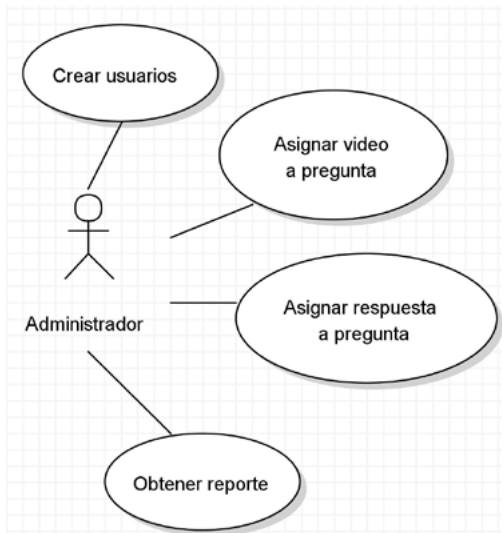 Crear usuarios
Asignar video
a pregunta
Asignar respuesta
a pregunta
Administrador
Obtener reporte